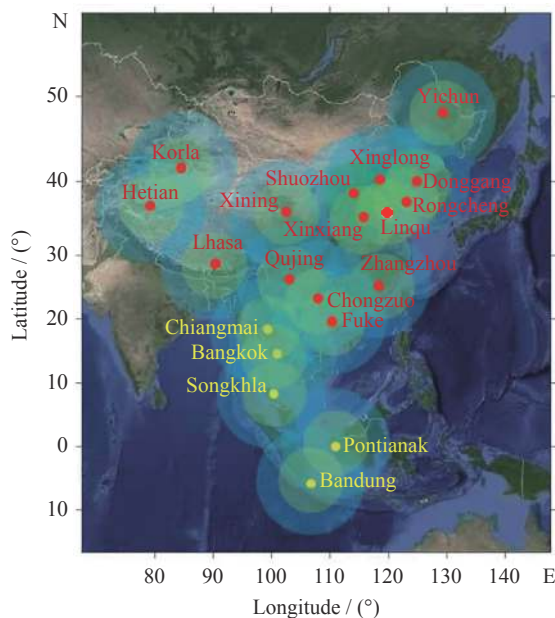 N
50
Yichun
Korla
Xinglong
40
Shuozhou
Donggang
Hetian
Xining
Rongcheng
Xinxiang
Linqu
30
Lhasa
Qujing
Zhangzhou
Chongzuo
20
Chiangmai
Fuke
Bangkok
10
Songkhla
0
Pontianak
Bandung
10
80 90 100 110 120 130 140 E
Longitude / (°)
Latitude / (°)